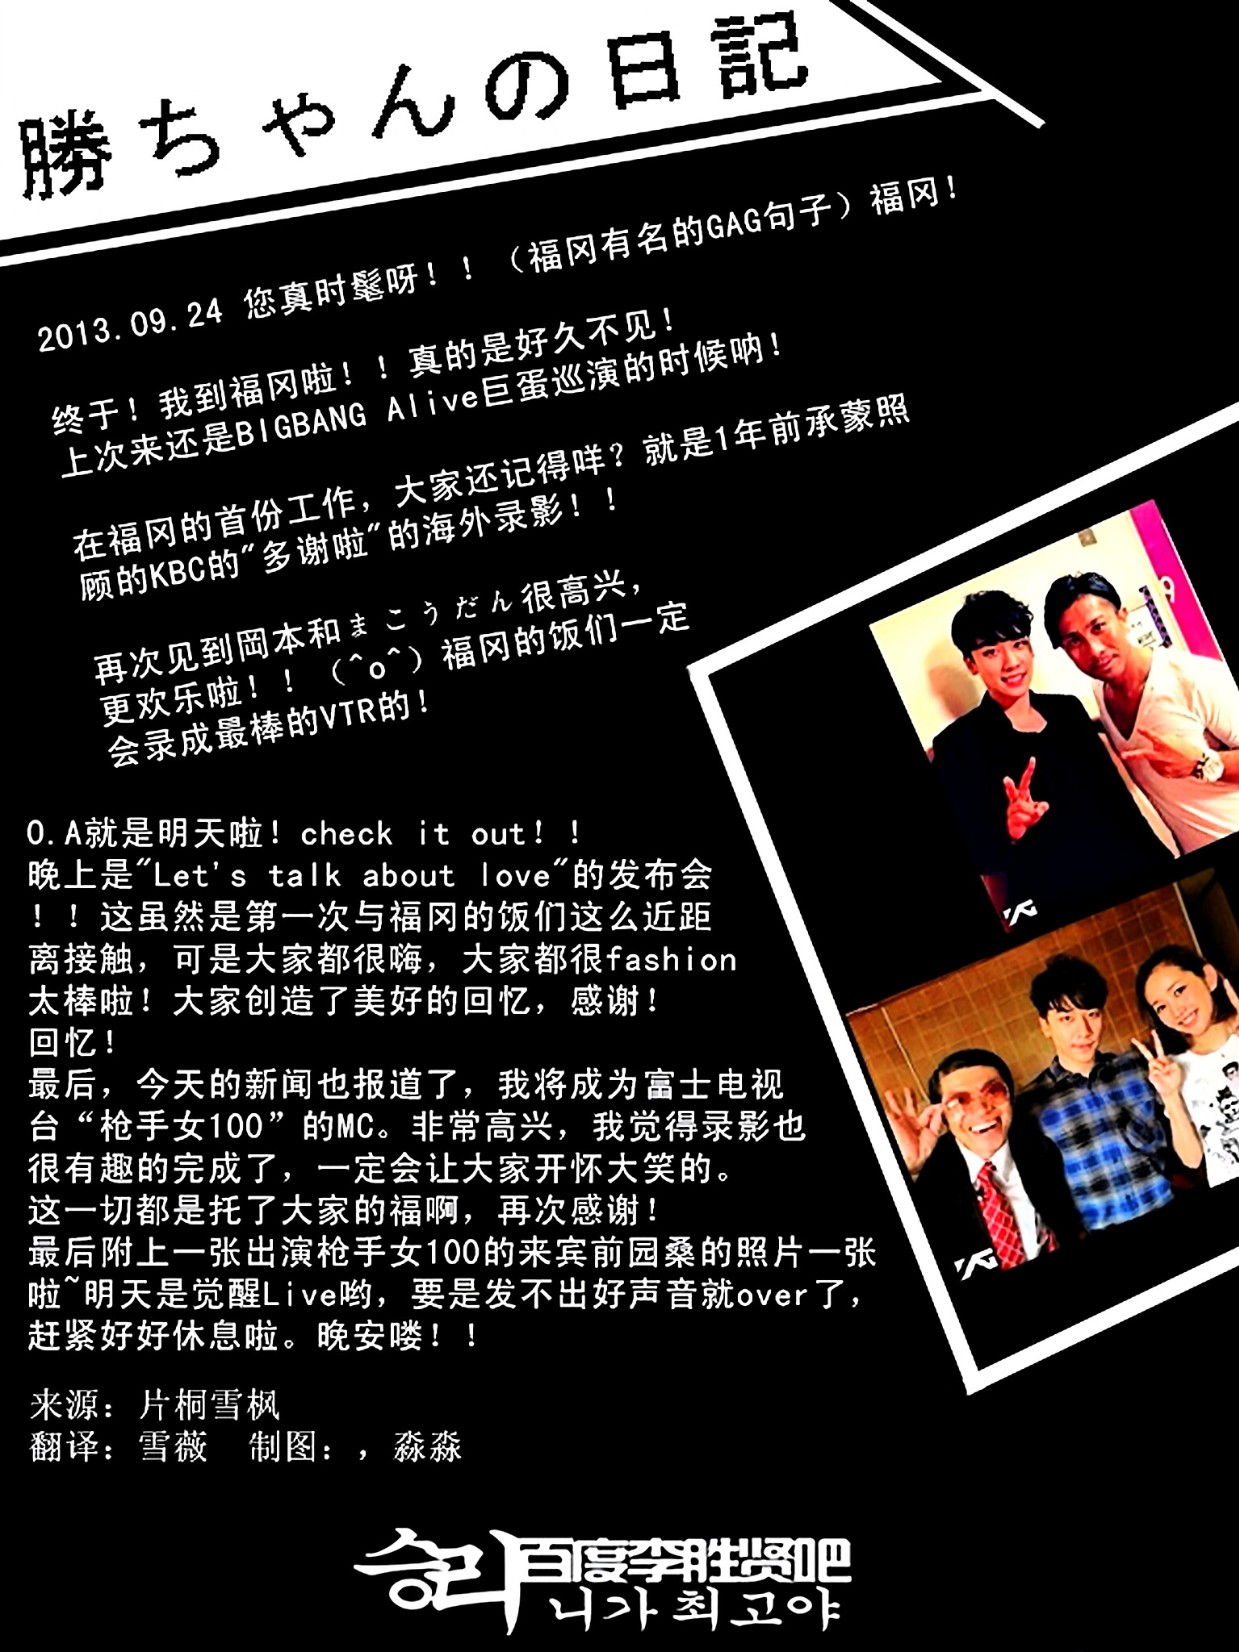 勝ちゃんの日記
2013.09.24 您真时髦呀！！（福冈有名的GAG句子）福冈！
终于！我到福冈啦！！真的是好久不见！
上次来还是BIGBANG Alive巨蛋巡演的时候呐！
在福冈的首份工作，大家还记得咩？就是1年前承蒙照
顾的KBC的"多谢啦"的海外录影！！
再次见到岡本和まこうだん很高兴，
更欢乐啦！！（^o^）福冈的饭们一定
会录成最棒的VTR的！
O.A就是明天啦！check it out！！
晚上是"Let's talk about love"的发布会
！！这虽然是第一次与福冈的饭们这么近距
离接触，可是大家都很嗨，大家都很fashion
太棒啦！大家创造了美好的回忆，感谢！
回忆！
最后，今天的新闻也报道了，我将成为富士电视
台“枪手女100”的MC。非常高兴，我觉得录影也
很有趣的完成了，一定会让大家开怀大笑的。
这一切都是托了大家的福啊，再次感谢！
最后附上一张出演枪手女100的来宾前园桑的照片一张
啦~明天是觉醒Live哟，要是发不出好声音就over了，
赶紧好好休息啦。晚安喽！！
来源：片桐雪枫
翻译：雪薇 制图：，淼淼
9
YG
YG
승리百度李胜贤吧
니가 최고야